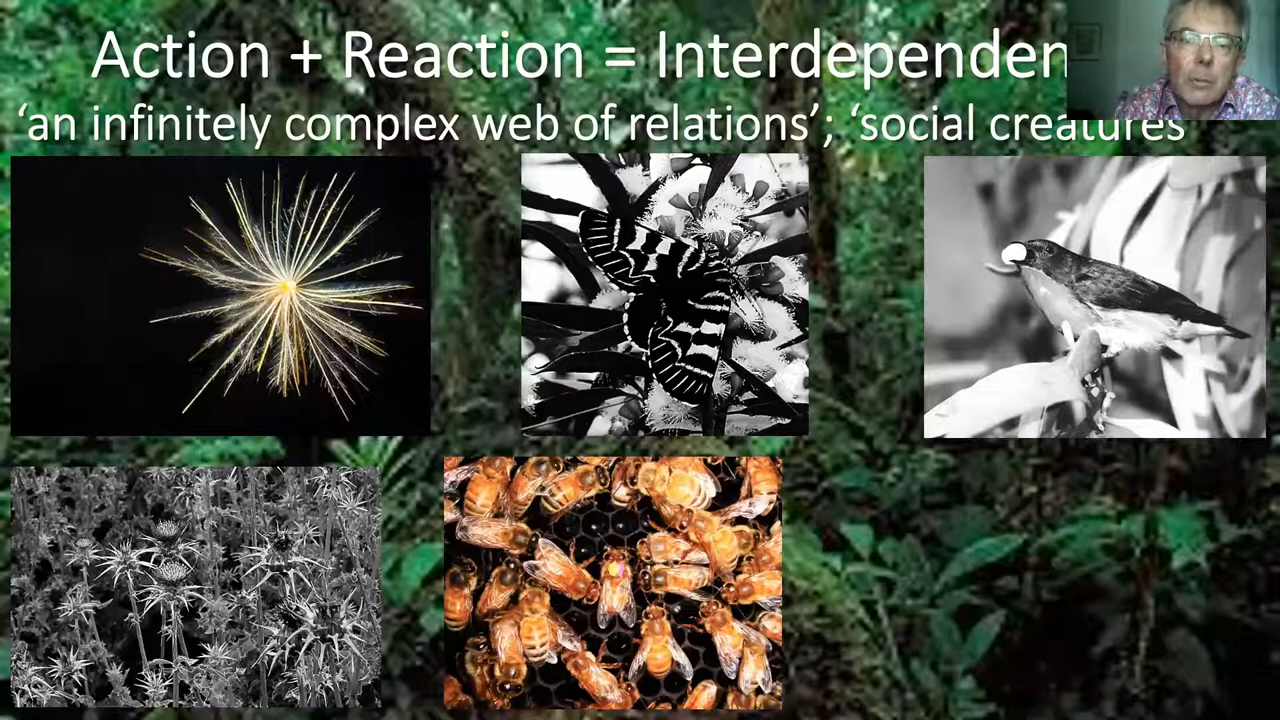 Action + Reaction = Interdependen
‘an infinitely complex web of relations’; ‘social creatures